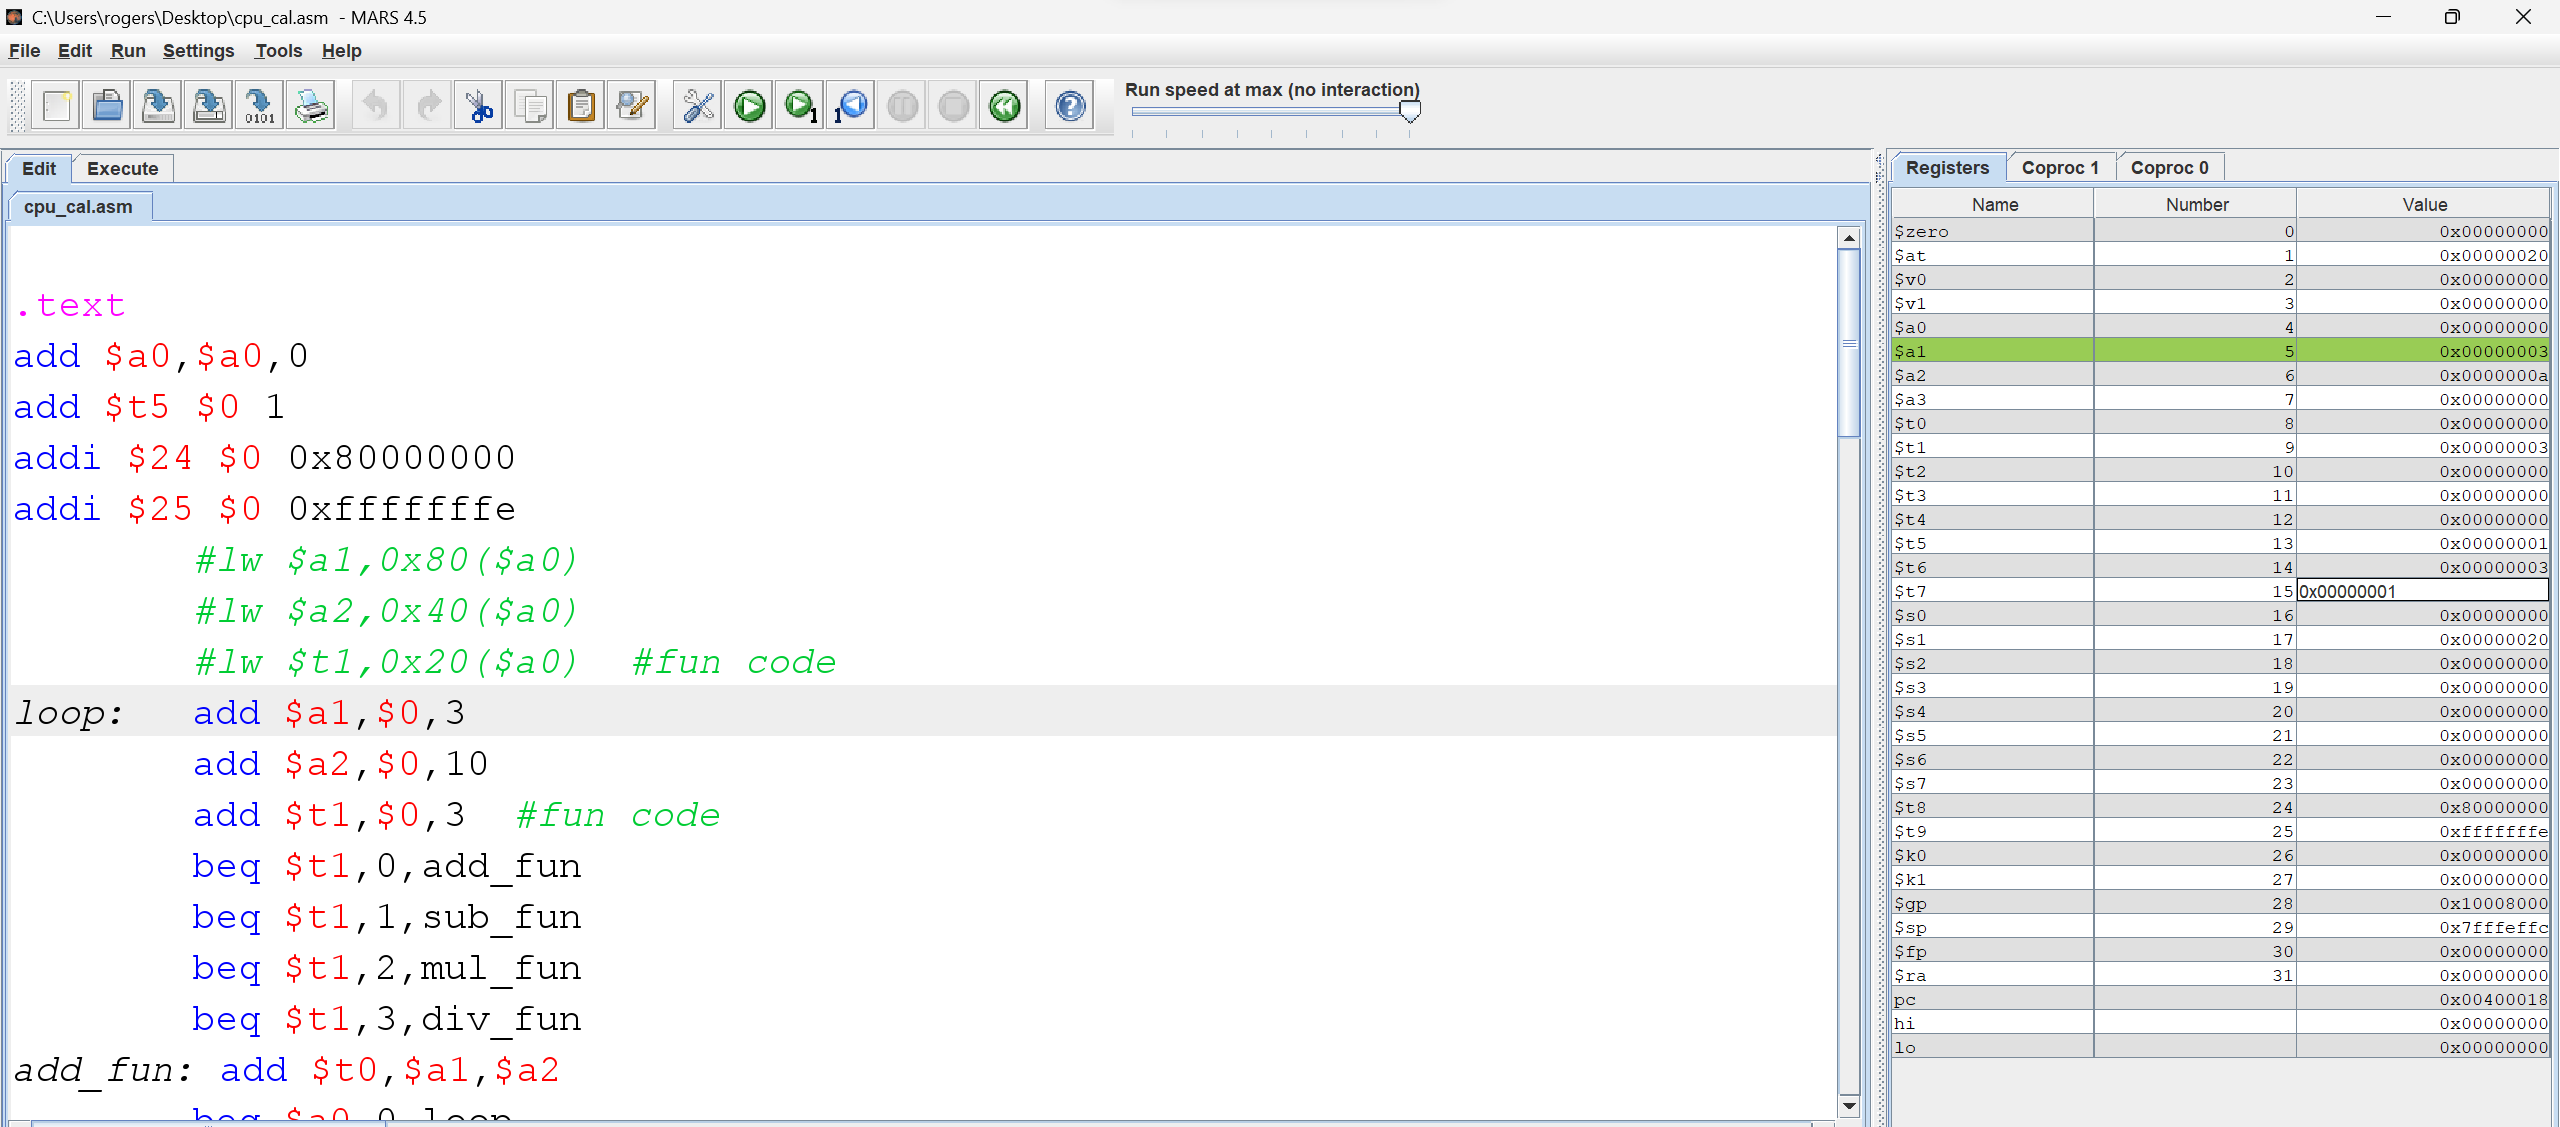 C:\Users\rogers\Desktop\cpu_cal.asm - MARS 4.5
File Edit Run Settings Tools Help
0101
1
1
?
Run speed at max (no interaction)
Edit Execute
cpu_cal.asm
.text
add $a0,$a0,0
add $t5 $0 1
addi $24 $0 0x80000000
addi $25 $0 0xfffffffe
#lw $a1,0x80($a0)
#lw $a2,0x40($a0)
#lw $t1,0x20($a0) #fun code
loop: add $a1,$0,3
add $a2,$0,10
add $t1,$0,3 #fun code
beq $t1,0,add_fun
beq $t1,1,sub_fun
beq $t1,2,mul_fun
beq $t1,3,div_fun
add_fun: add $t0,$a1,$a2
beq $a0 0 loop
Registers Coproc 1 Coproc 0
Name Number Value
$zero 0 0x00000000
$at 1 0x00000020
$v0 2 0x00000000
$v1 3 0x00000000
$a0 4 0x00000000
$a1 5 0x00000003
$a2 6 0x0000000a
$a3 7 0x00000000
$t0 8 0x00000000
$t1 9 0x00000003
$t2 10 0x00000000
$t3 11 0x00000000
$t4 12 0x00000000
$t5 13 0x00000001
$t6 14 0x00000003
$t7 15 0x00000001
$s0 16 0x00000000
$s1 17 0x00000020
$s2 18 0x00000000
$s3 19 0x00000000
$s4 20 0x00000000
$s5 21 0x00000000
$s6 22 0x00000000
$s7 23 0x00000000
$t8 24 0x80000000
$t9 25 0xfffffffe
$k0 26 0x00000000
$k1 27 0x00000000
$gp 28 0x10008000
$sp 29 0x7fffeffc
$fp 30 0x00000000
$ra 31 0x00000000
pc 0x00400018
hi 0x00000000
lo 0x00000000